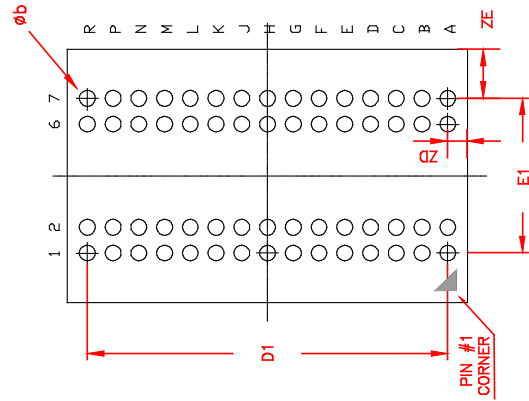 øb
R P N M L K J H G F E D C B A
ZE
7
6
ZD
E1
2
1
D1
PIN #1
CORNER